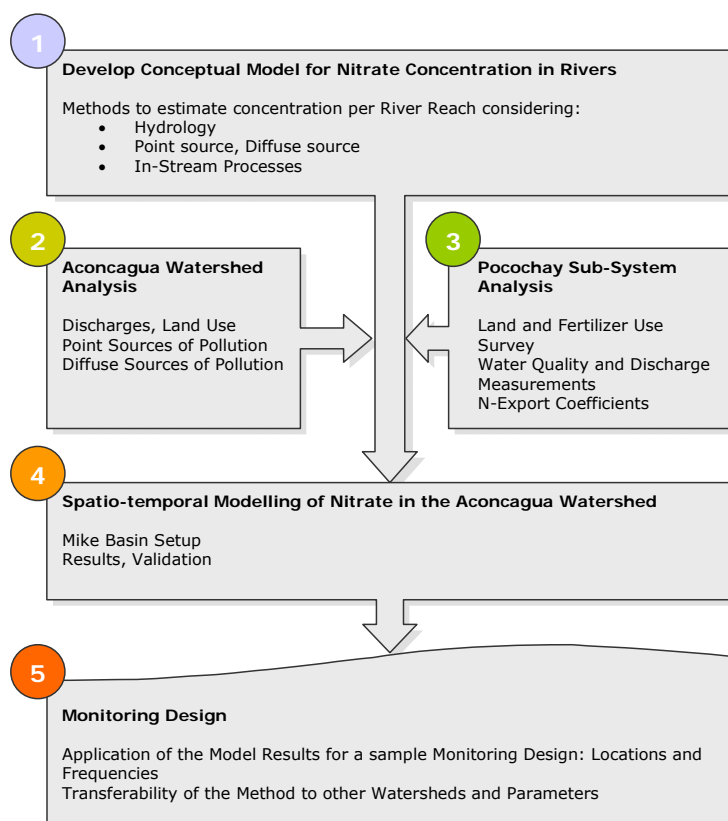 1
Develop Conceptual Model for Nitrate Concentration in Rivers
Methods to estimate concentration per River Reach considering:
• Hydrology
• Point source, Diffuse source
• In-Stream Processes
2
Aconcagua Watershed
Analysis
Discharges, Land Use
Point Sources of Pollution
Diffuse Sources of Pollution
3
Pocochay Sub-System
Analysis
Land and Fertilizer Use
Survey
Water Quality and Discharge
Measurements
N-Export Coefficients
4
Spatio-temporal Modelling of Nitrate in the Aconcagua Watershed
Mike Basin Setup
Results, Validation
5
Monitoring Design
Application of the Model Results for a sample Monitoring Design: Locations and
Frequencies
Transferability of the Method to other Watersheds and Parameters